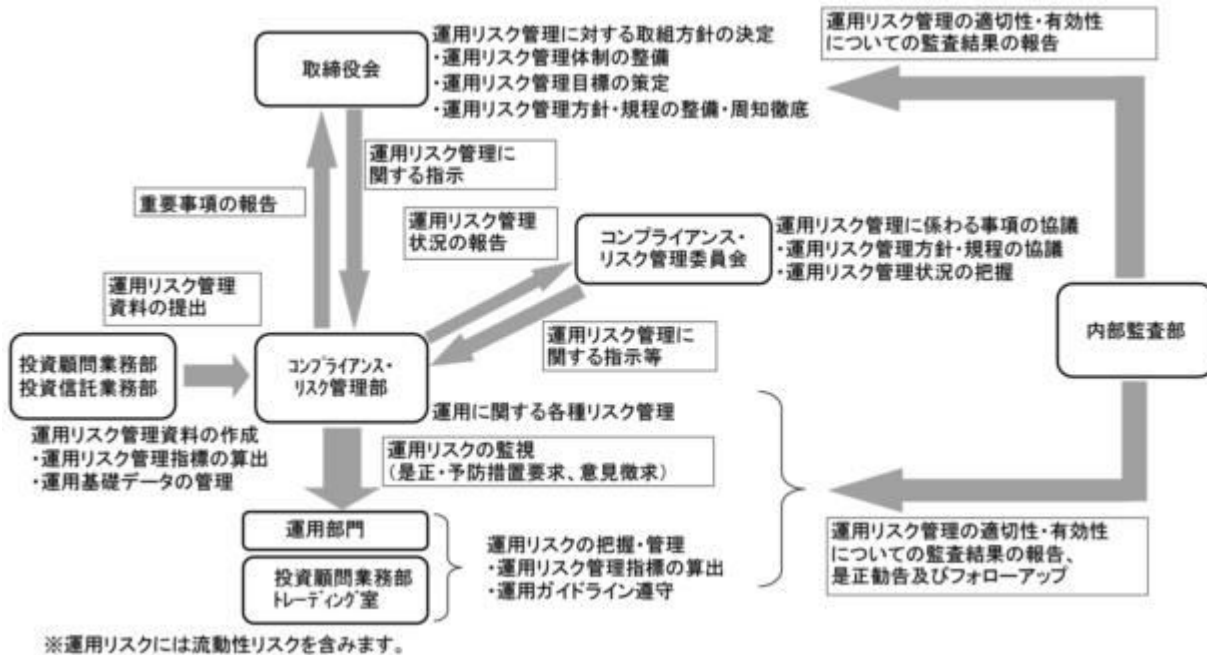 取締役会
運用リスク管理に対する取組方針の決定
・運用リスク管理体制の整備
・運用リスク管理目標の策定
・運用リスク管理方針・規程の整備・周知徹底
運用リスク管理の適切性・有効性
についての監査結果の報告
運用リスク管理に
関する指示
重要事項の報告
運用リスク管理
状況の報告
コンプライアンス・
リスク管理委員会
運用リスク管理に係わる事項の協議
・運用リスク管理方針・規程の協議
・運用リスク管理状況の把握
運用リスク管理
資料の提出
運用リスク管理に
関する指示等
内部監査部
投資顧問業務部
投資信託業務部
コンプライアンス・
リスク管理部
運用に関する各種リスク管理
運用リスク管理資料の作成
・運用リスク管理指標の算出
・運用基礎データの管理
運用リスクの監視
(是正・予防措置要求、意見徴求)
運用部門
投資顧問業務部
トレーディング室
運用リスクの把握・管理
・運用リスク管理指標の算出
・運用ガイドライン遵守
運用リスク管理の適切性・有効性
についての監査結果の報告、
是正勧告及びフォローアップ
※運用リスクには流動性リスクを含みます。